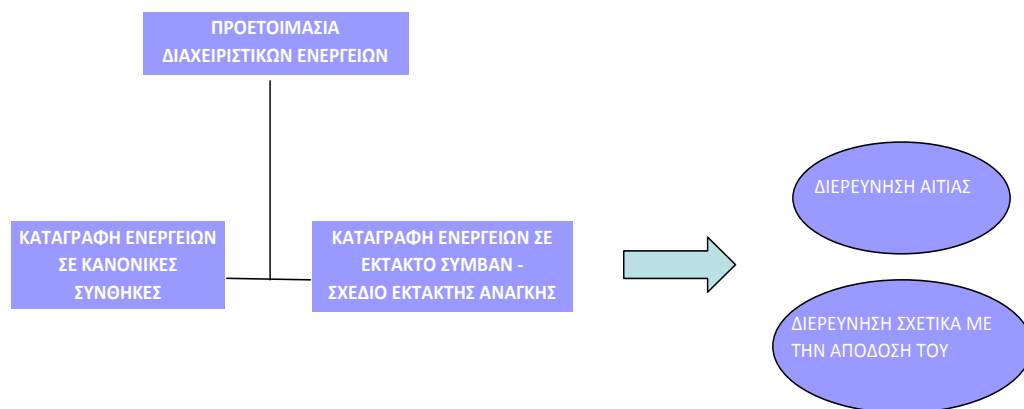 ΠΡΟΕΤΟΙΜΑΣΙΑ
ΔΙΑΧΕΙΡΙΣΤΙΚΩΝ ΕΝΕΡΓΕΙΩΝ
ΚΑΤΑΓΡΑΦΗ ΕΝΕΡΓΕΙΩΝ
ΣΕ ΚΑΝΟΝΙΚΕΣ
ΣΥΝΘΗΚΕΣ
ΚΑΤΑΓΡΑΦΗ ΕΝΕΡΓΕΙΩΝ ΣΕ
ΕΚΤΑΚΤΟ ΣΥΜΒΑΝ -
ΣΧΕΔΙΟ ΕΚΤΑΚΤΗΣ ΑΝΑΓΚΗΣ
ΔΙΕΡΕΥΝΗΣΗ ΑΙΤΙΑΣ
ΔΙΕΡΕΥΝΗΣΗ ΣΧΕΤΙΚΑ ΜΕ
ΤΗΝ ΑΠΟΔΟΣΗ ΤΟΥ